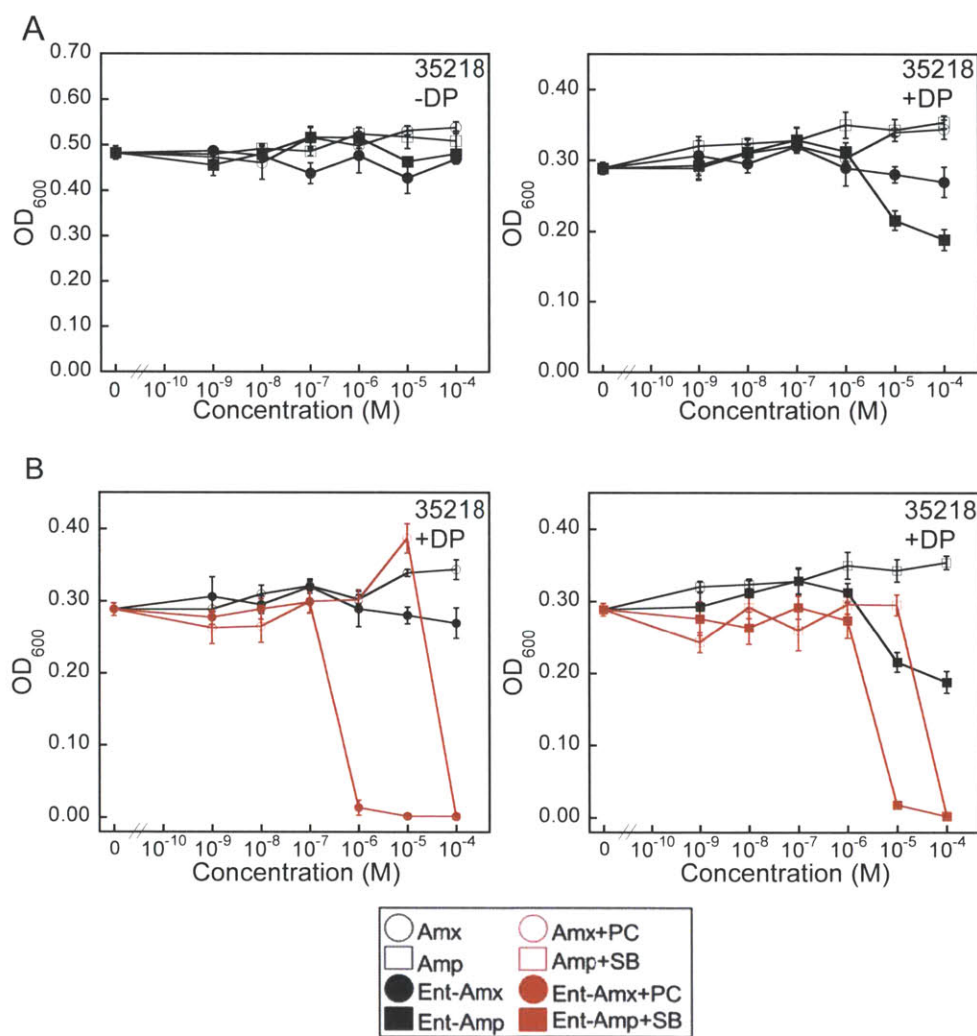 A
35218
-DP
0.70
0.60
0.50
0.40
0.30
0.20
0.10
0.00
OD600
0 10-10 10-9 10-8 10-7 10-6 10-5 10-4
Concentration (M)
35218
+DP
0.40
0.30
0.20
0.10
0.00
OD600
0 10-10 10-9 10-8 10-7 10-6 10-5 10-4
Concentration (M)
B
35218
+DP
0.40
0.30
0.20
0.10
0.00
OD600
0 10-10 10-9 10-8 10-7 10-6 10-5 10-4
Concentration (M)
35218
+DP
0.40
0.30
0.20
0.10
0.00
OD600
0 10-10 10-9 10-8 10-7 10-6 10-5 10-4
Concentration (M)
Amx
Amp
Ent-Amx
Ent-Amp
Amx+PC
Amp+SB
Ent-Amx+PC
Ent-Amp+SB